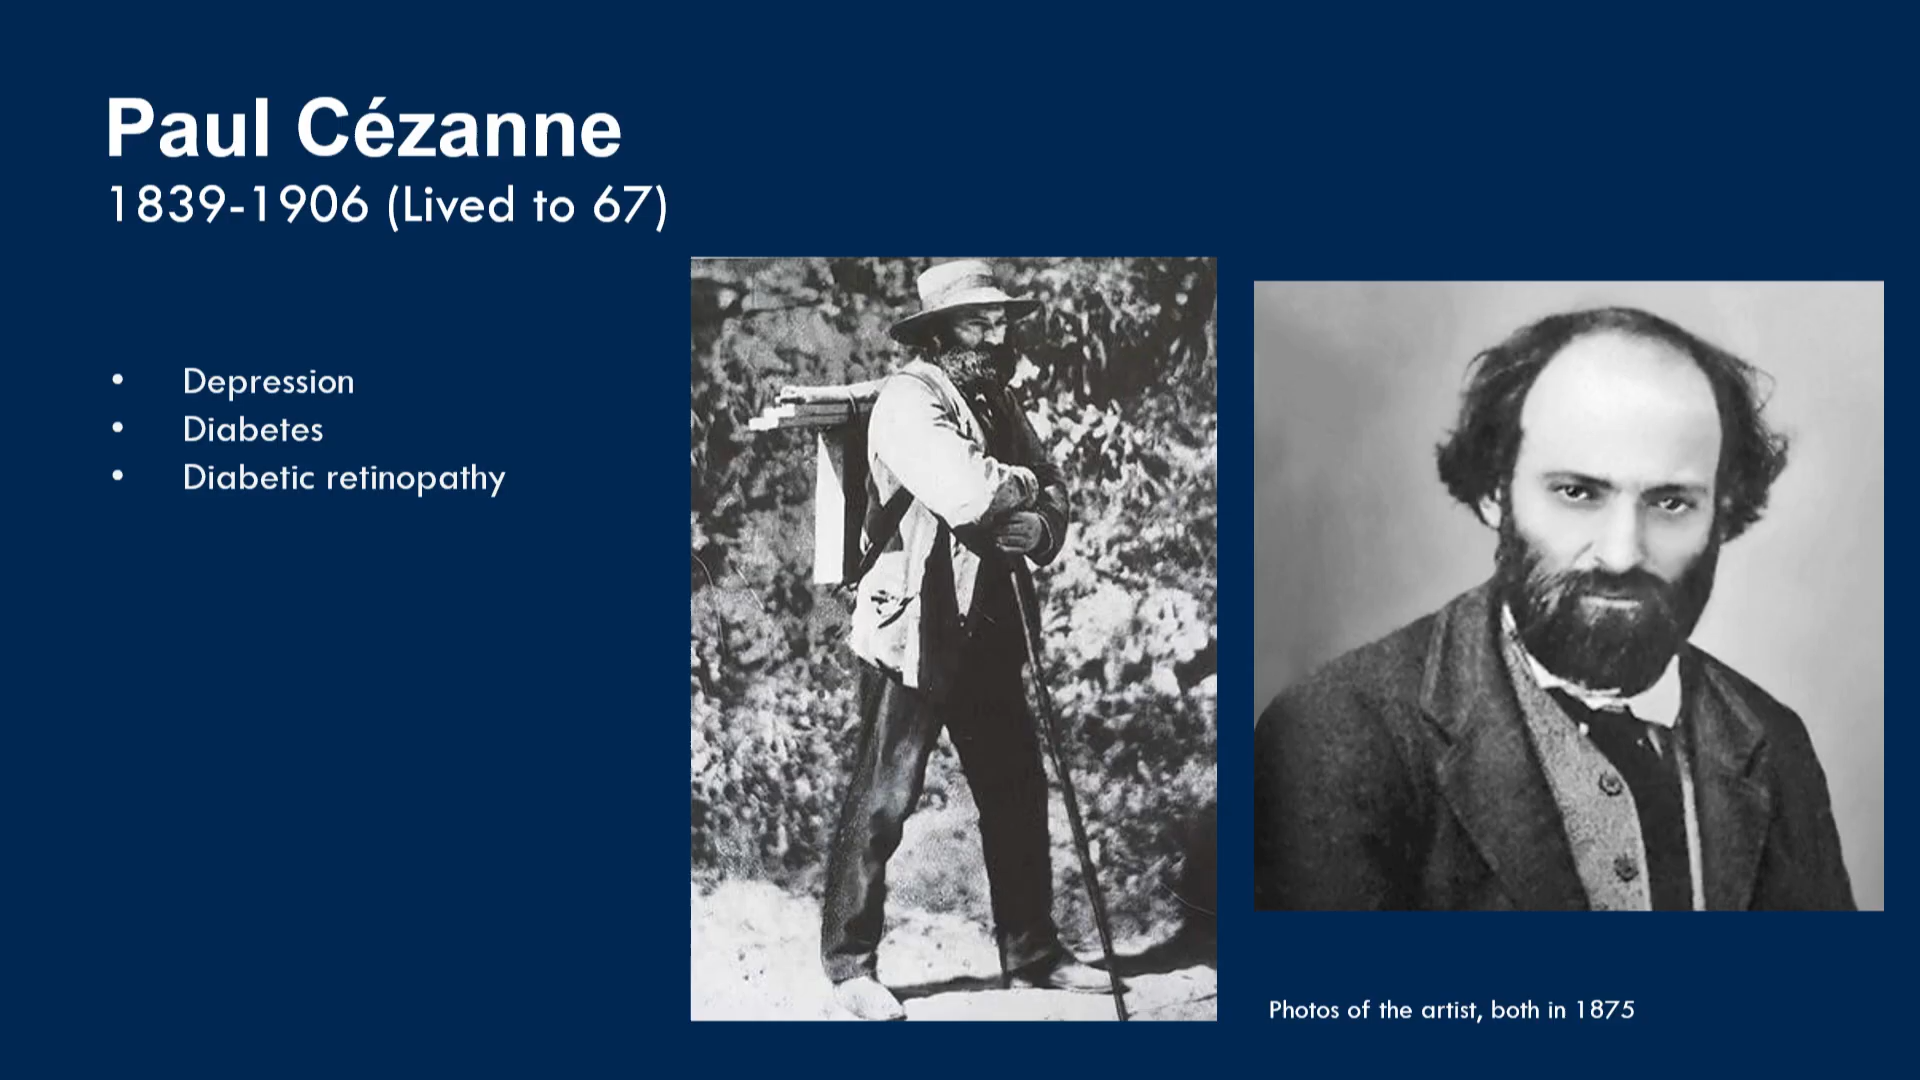 Paul Cézanne
1839-1906 (Lived to 67)
• Depression
• Diabetes
• Diabetic retinopathy
Photos of the artist, both in 1875